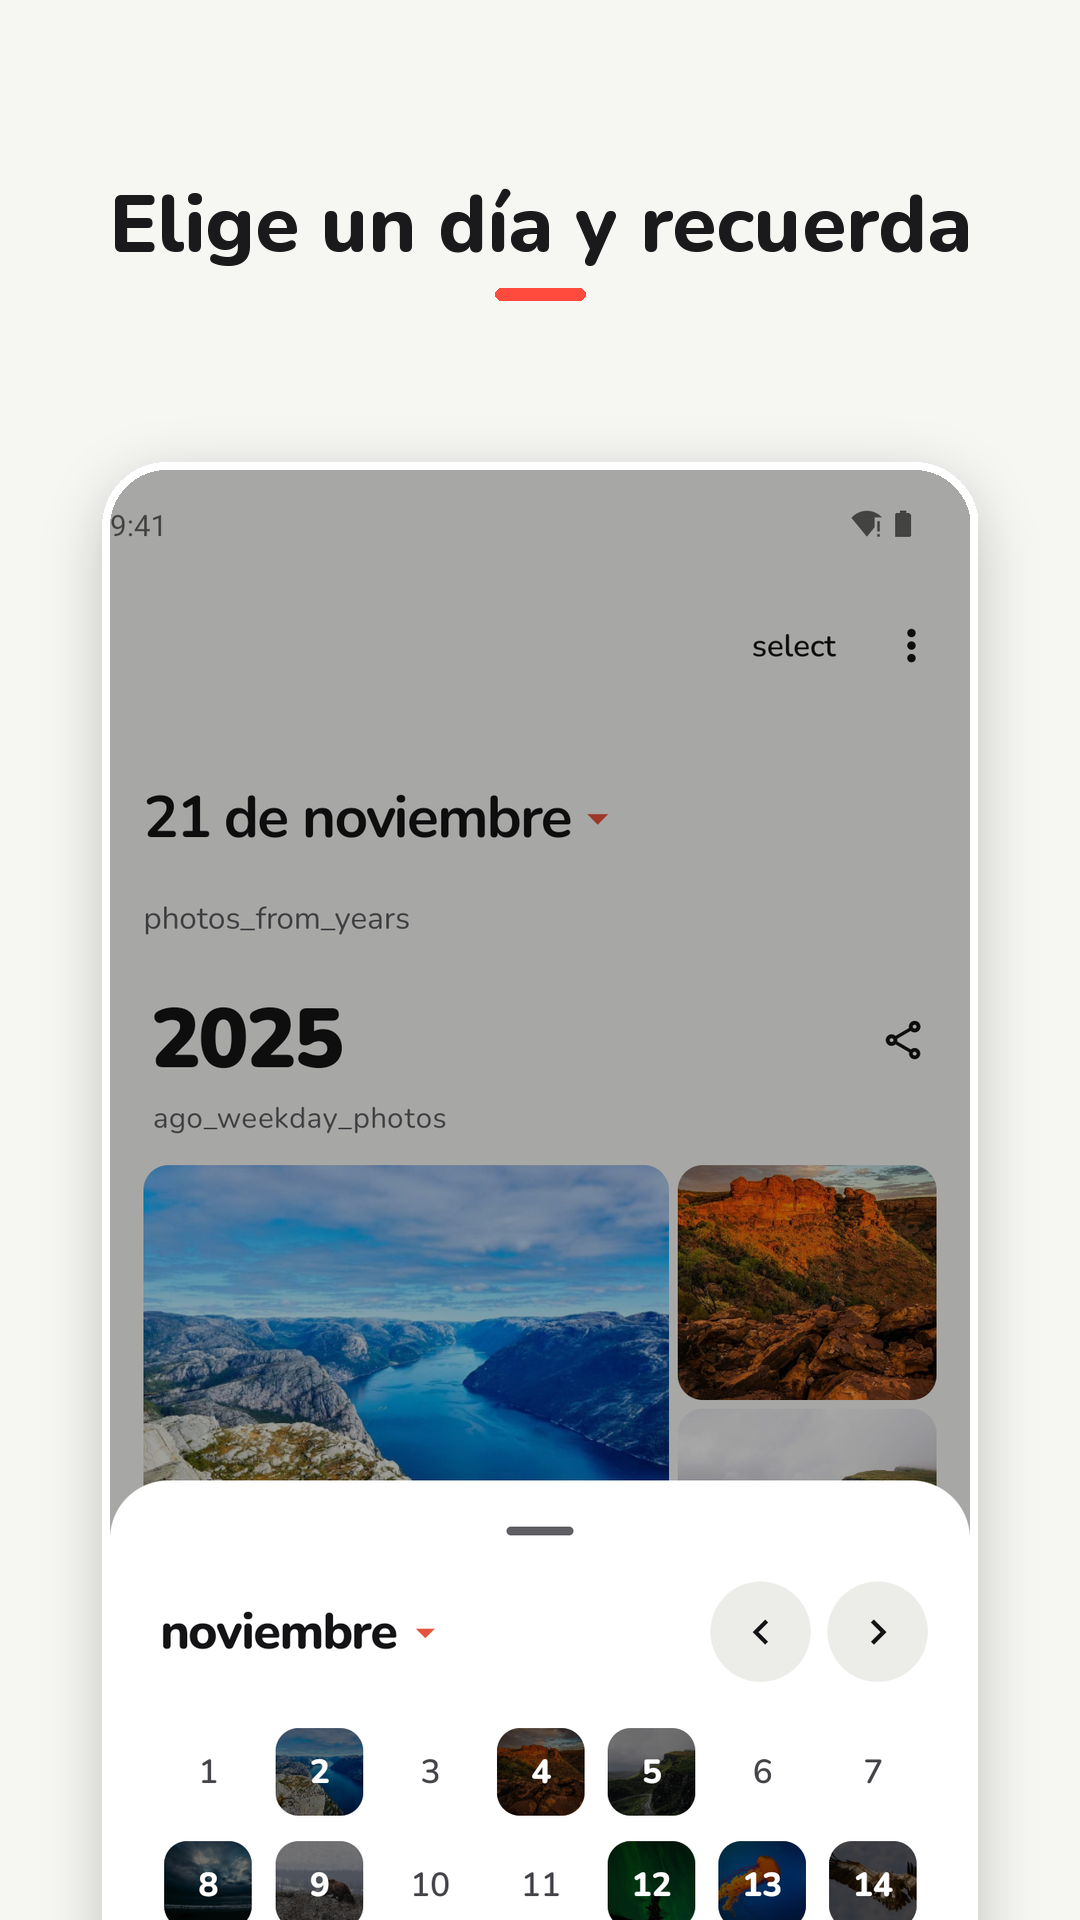 Elige un día y recuerda
9:41
select
21 de noviembre
photos_from_years
2025
ago_weekday_photos
noviembre
1 2 3 4 5 6 7
8 9 10 11 12 13 14